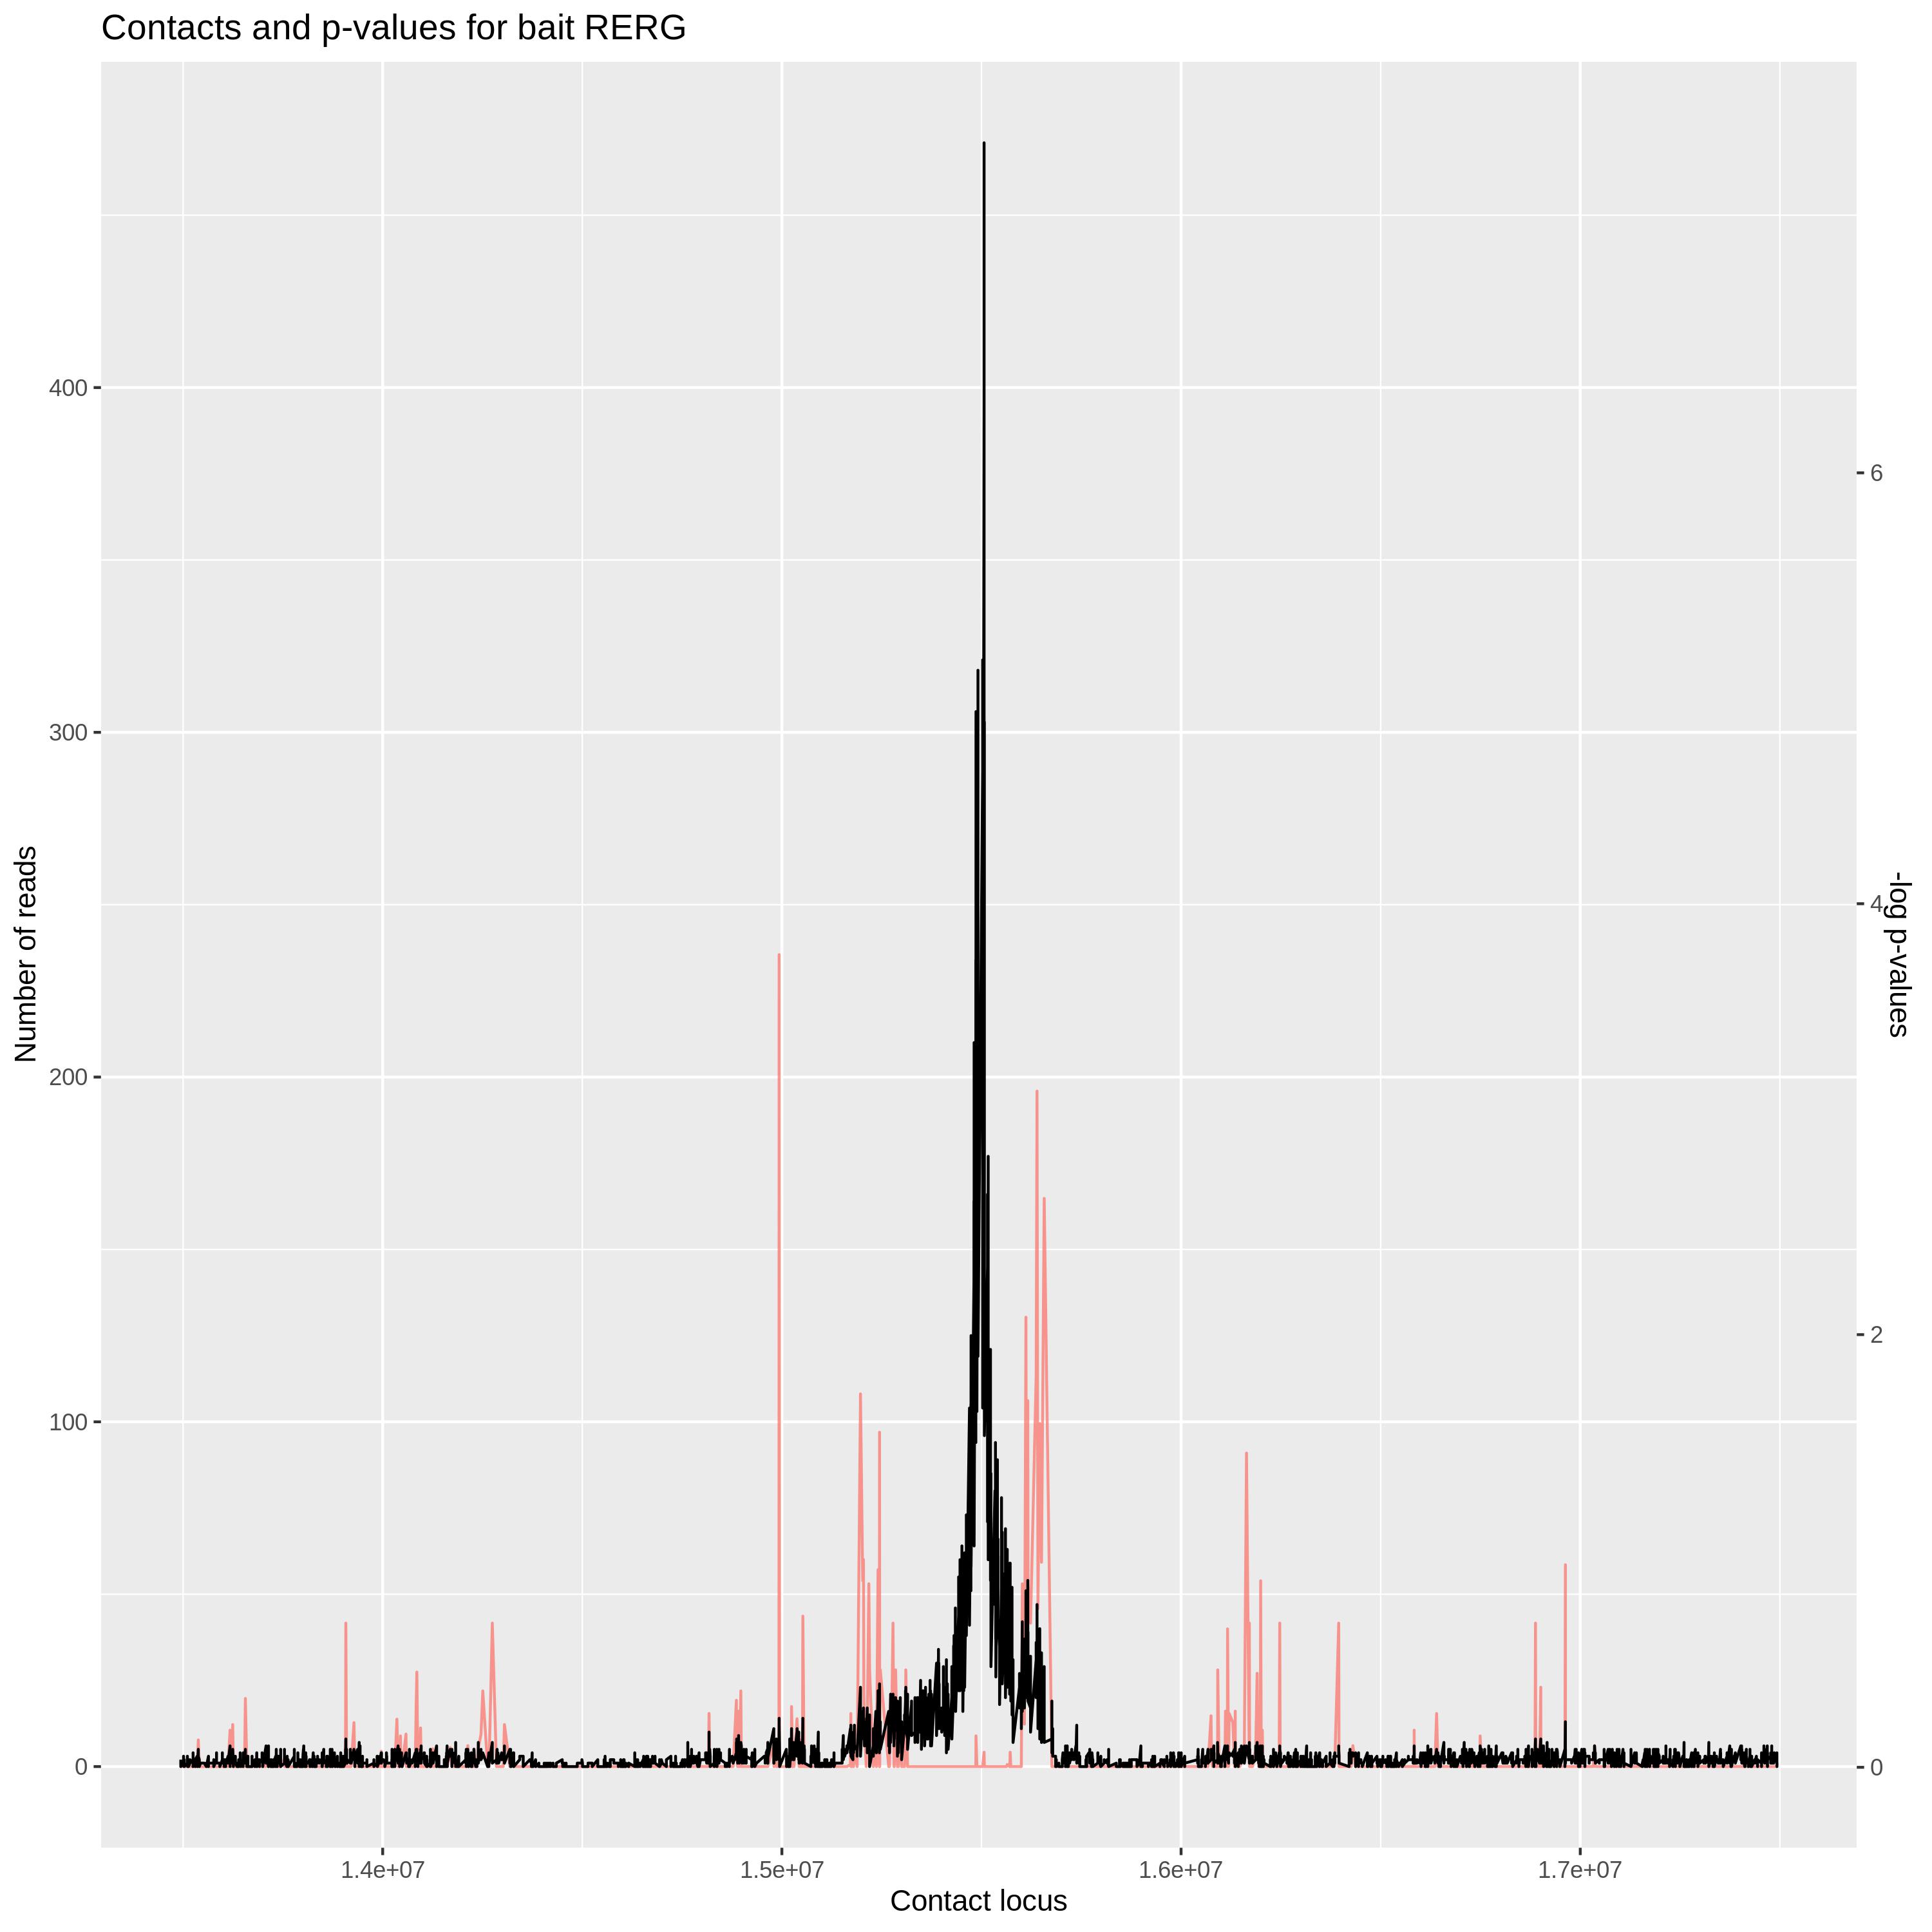 Contacts and p-values for bait RERG
400
300
200
100
0
Number of reads
6
4
2
0
-log p-values
1.4e+07
1.5e+07
1.6e+07
1.7e+07
Contact locus